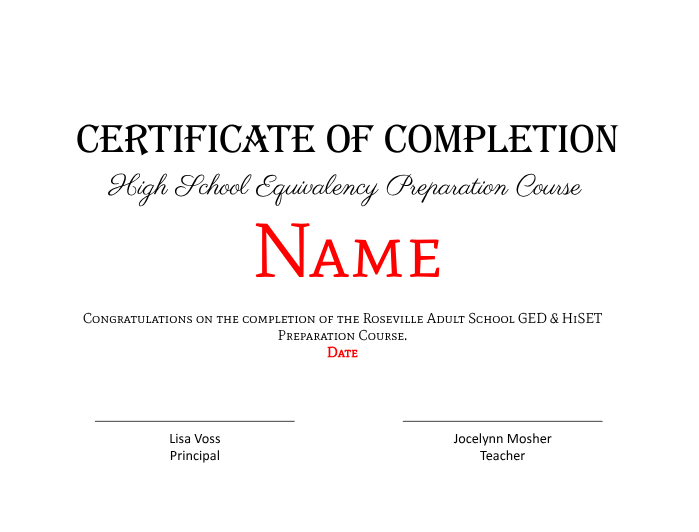 CERTIFICATE OF COMPLETION
High School Equivalency Preparation Course
Name
Congratulations on the completion of the Roseville Adult School GED & HiSET
Preparation Course.
Date
Lisa Voss
Principal
Jocelynn Mosher
Teacher